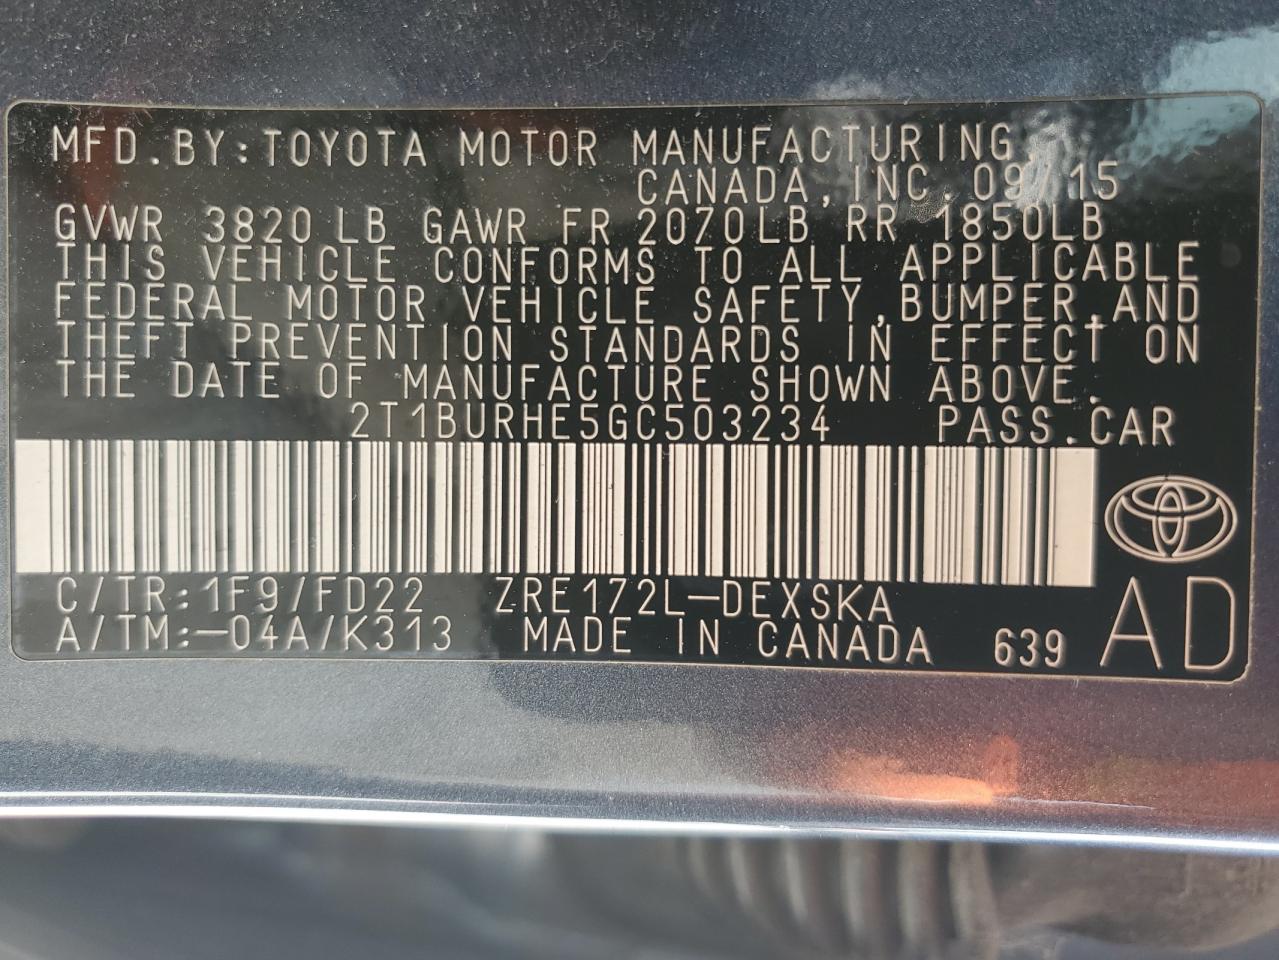 MFD.BY:TOYOTA MOTOR MANUFACTURING,
CANADA,INC. 09/15
GVWR 3820 LB GAWR FR 2070LB RR 1850LB
THIS VEHICLE CONFORMS TO ALL APPLICABLE
FEDERAL MOTOR VEHICLE SAFETY,BUMPER,AND
THEFT PREVENTION STANDARDS IN EFFECT ON
THE DATE OF MANUFACTURE SHOWN ABOVE.
2T1BURHE5GC503234 PASS.CAR
C/TR:1F9/FD22 ZRE172L-DEXSKA
A/TM:-04A/K313 MADE IN CANADA 639 AD